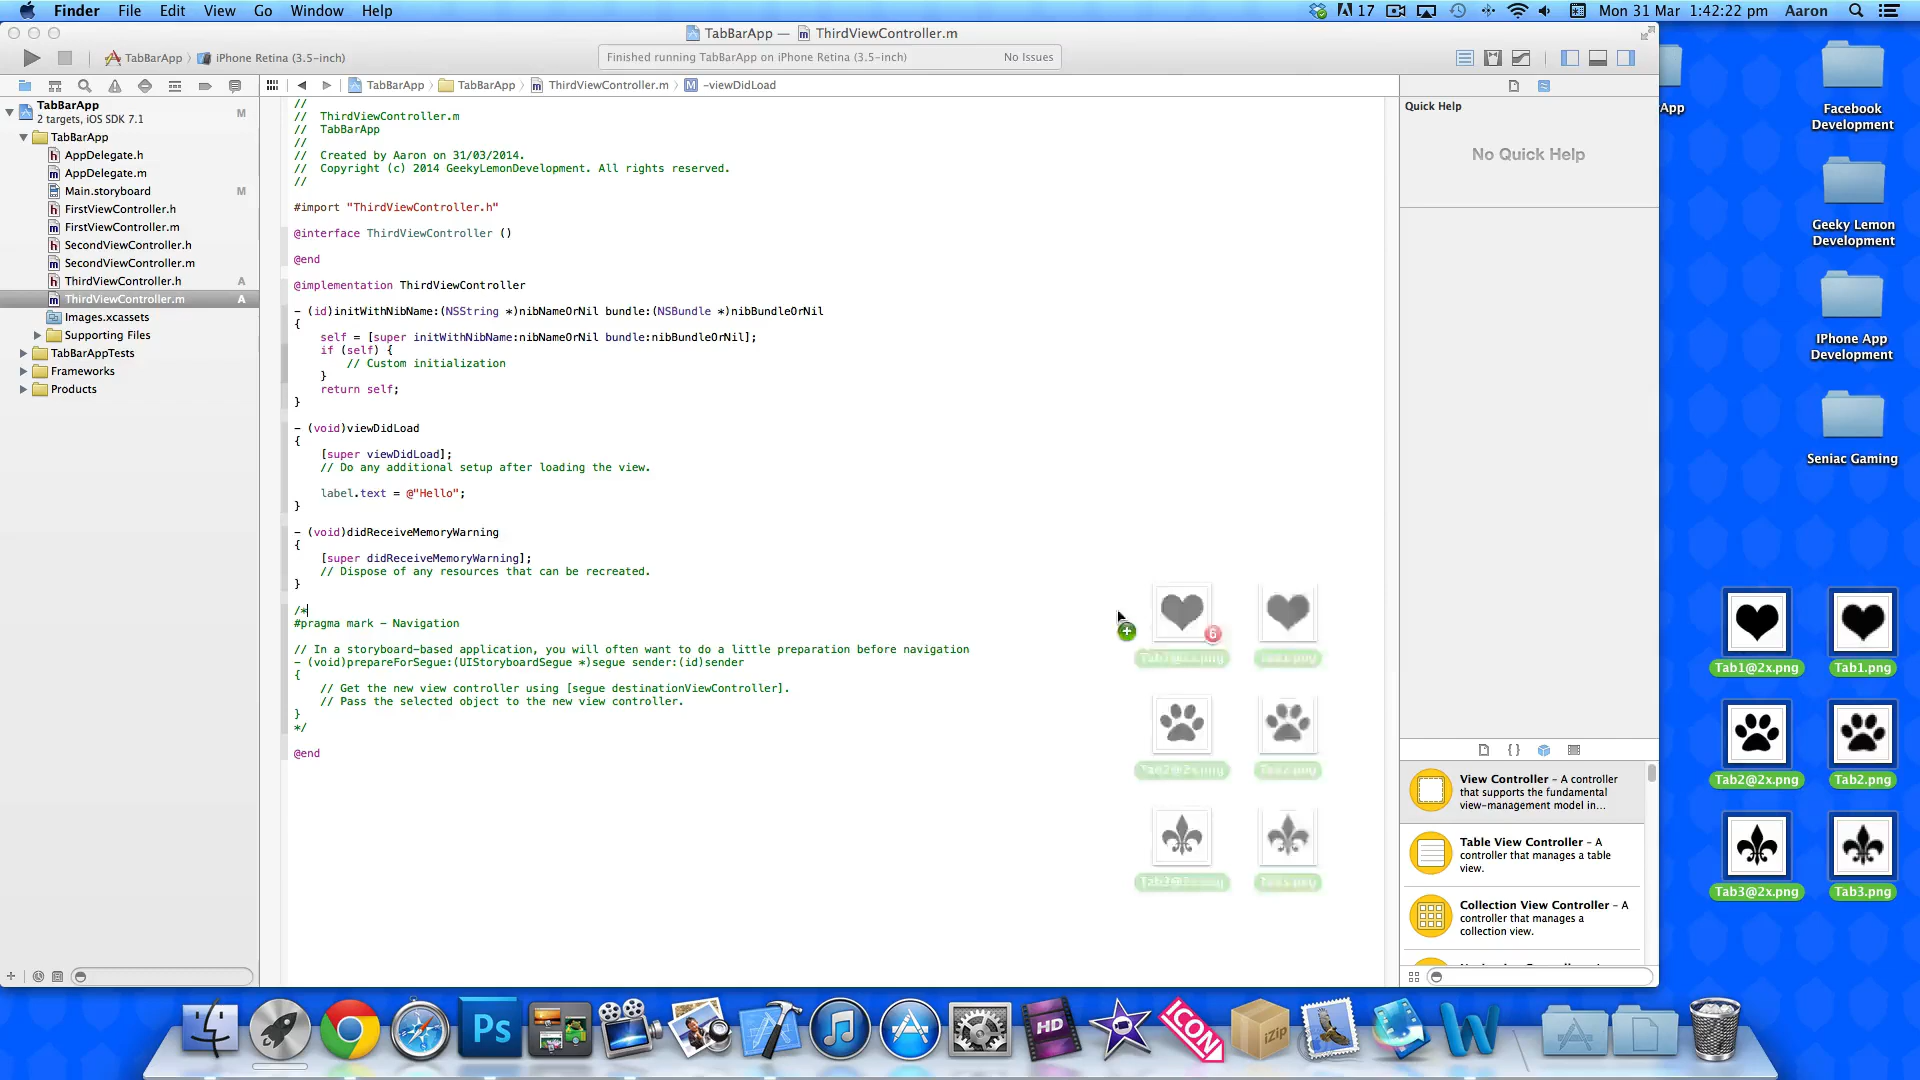 Finder File Edit View Go Window Help
17 Mon 31 Mar 1:42:22 pm Aaron
TabBarApp — ThirdViewController.m
TabBarApp iPhone Retina (3.5-inch)
Finished running TabBarApp on iPhone Retina (3.5-inch) No Issues
TabBarApp TabBarApp ThirdViewController.m M -viewDidLoad
TabBarApp
2 targets, iOS SDK 7.1 M
TabBarApp
h AppDelegate.h
m AppDelegate.m
Main.storyboard M
h FirstViewController.h
m FirstViewController.m
h SecondViewController.h
m SecondViewController.m
h ThirdViewController.h A
m ThirdViewController.m A
Images.xcassets
Supporting Files
TabBarAppTests
Frameworks
Products
//
// ThirdViewController.m
// TabBarApp
//
// Created by Aaron on 31/03/2014.
// Copyright (c) 2014 GeekyLemonDevelopment. All rights reserved.
//
#import "ThirdViewController.h"
@interface ThirdViewController ()
@end
@implementation ThirdViewController
- (id)initWithNibName:(NSString *)nibNameOrNil bundle:(NSBundle *)nibBundleOrNil
{
self = [super initWithNibName:nibNameOrNil bundle:nibBundleOrNil];
if (self) {
// Custom initialization
}
return self;
}
- (void)viewDidLoad
{
[super viewDidLoad];
// Do any additional setup after loading the view.
label.text = @"Hello";
}
- (void)didReceiveMemoryWarning
{
[super didReceiveMemoryWarning];
// Dispose of any resources that can be recreated.
}
/*
#pragma mark - Navigation
// In a storyboard-based application, you will often want to do a little preparation before navigation
- (void)prepareForSegue:(UIStoryboardSegue *)segue sender:(id)sender
{
// Get the new view controller using [segue destinationViewController].
// Pass the selected object to the new view controller.
}
*/
@end
6
Quick Help
No Quick Help
{ }
View Controller - A controller
that supports the fundamental
view-management model in...
Table View Controller - A
controller that manages a table
view.
Collection View Controller - A
controller that manages a
collection view.
App
Facebook
Development
Geeky Lemon
Development
IPhone App
Development
Seniac Gaming
Tab1@2x.png Tab1.png
Tab2@2x.png Tab2.png
Tab3@2x.png Tab3.png
Ps
HD
ICON
iZip
W